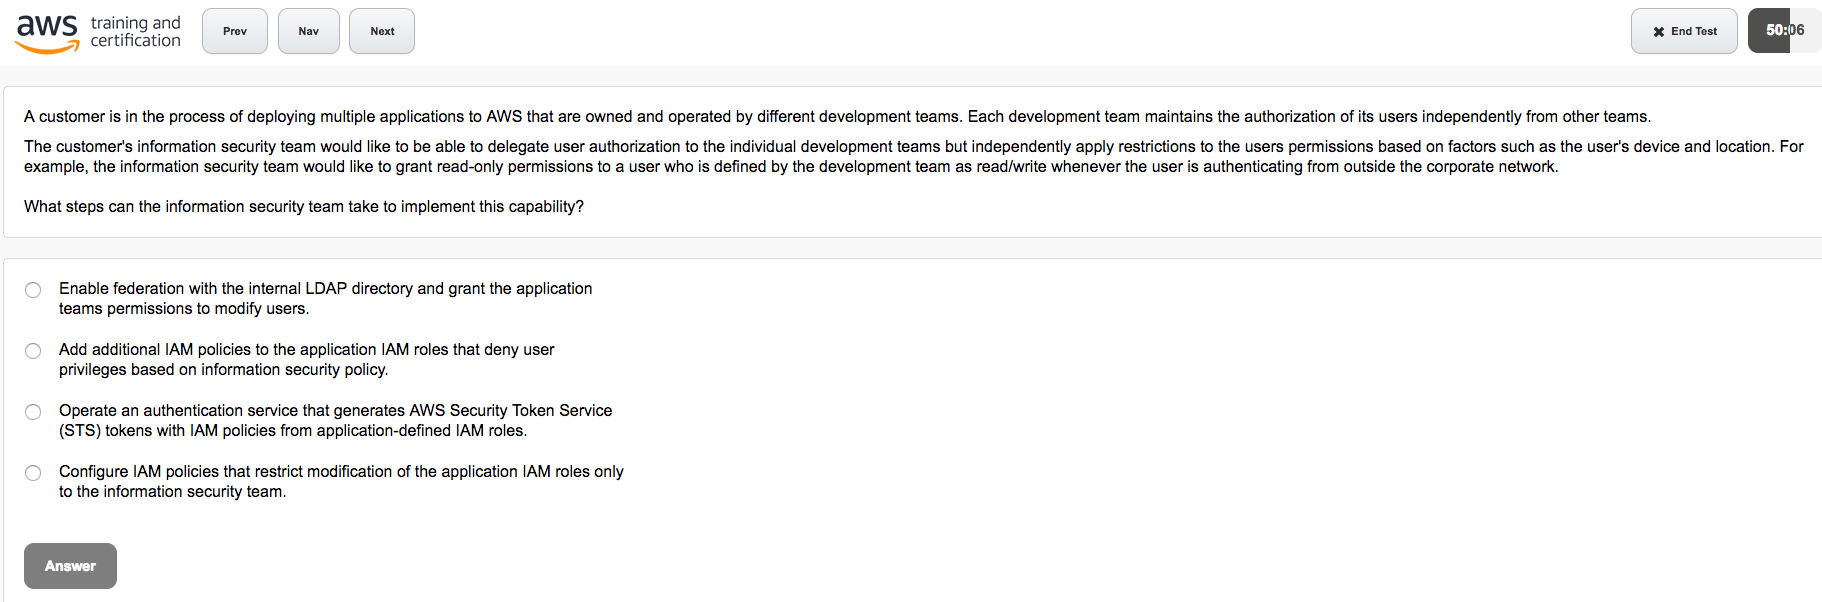 aws training and certification
Prev
Nav
Next
✖ End Test
50:06
A customer is in the process of deploying multiple applications to AWS that are owned and operated by different development teams. Each development team maintains the authorization of its users independently from other teams.
The customer's information security team would like to be able to delegate user authorization to the individual development teams but independently apply restrictions to the users permissions based on factors such as the user's device and location. For
example, the information security team would like to grant read-only permissions to a user who is defined by the development team as read/write whenever the user is authenticating from outside the corporate network.
What steps can the information security team take to implement this capability?
Enable federation with the internal LDAP directory and grant the application
teams permissions to modify users.
Add additional IAM policies to the application IAM roles that deny user
privileges based on information security policy.
Operate an authentication service that generates AWS Security Token Service
(STS) tokens with IAM policies from application-defined IAM roles.
Configure IAM policies that restrict modification of the application IAM roles only
to the information security team.
Answer